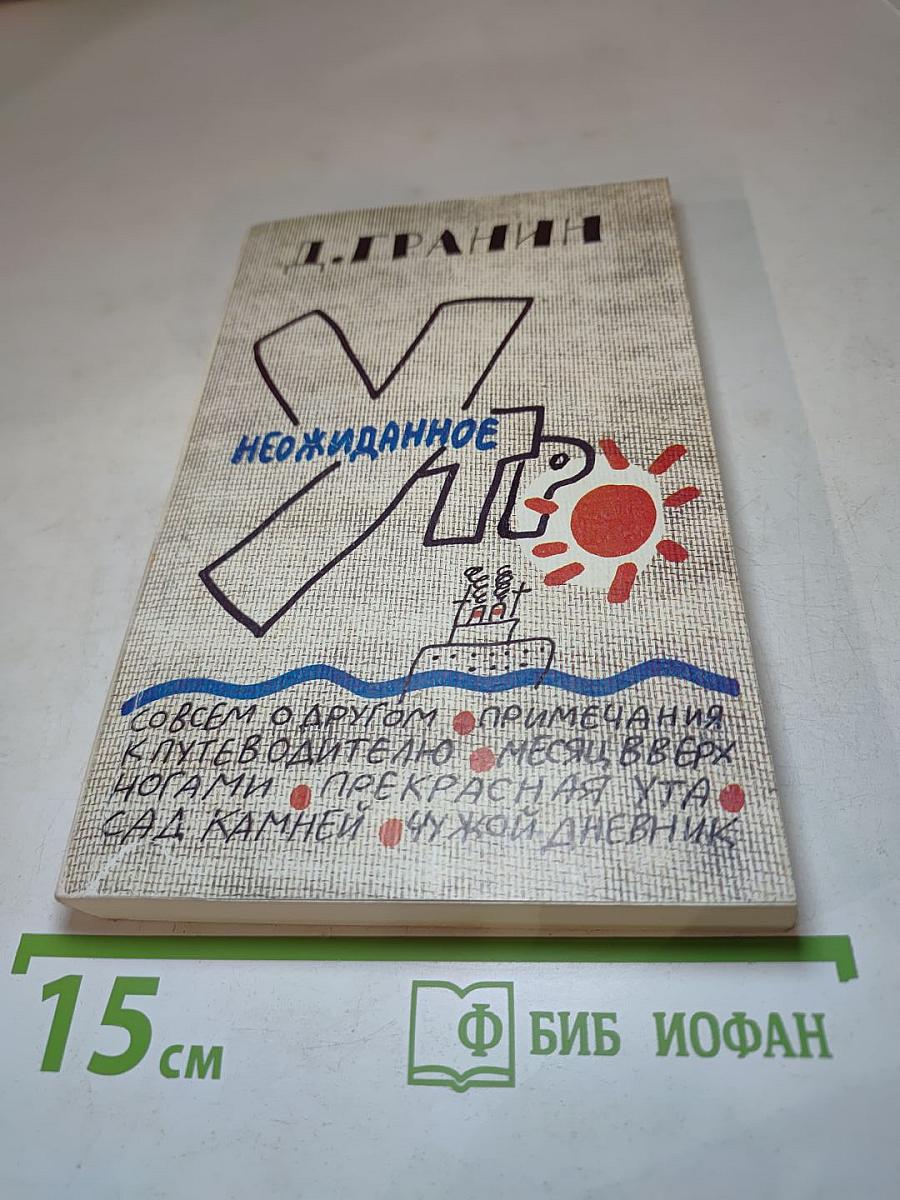 Д.ГРАНИН
НЕОЖИДАННОЕ
УТР
СОВСЕМ О ДРУГОМ • ПРИМЕЧАНИЯ
К ПУТЕВОДИТЕЛЮ • МЕСЯЦ ВВЕРХ
НОГАМИ • ПРЕКРАСНАЯ УТА •
САД КАМНЕЙ • ЧУЖОЙ ДНЕВНИК
15 см
Ф БИБ ИОФАН